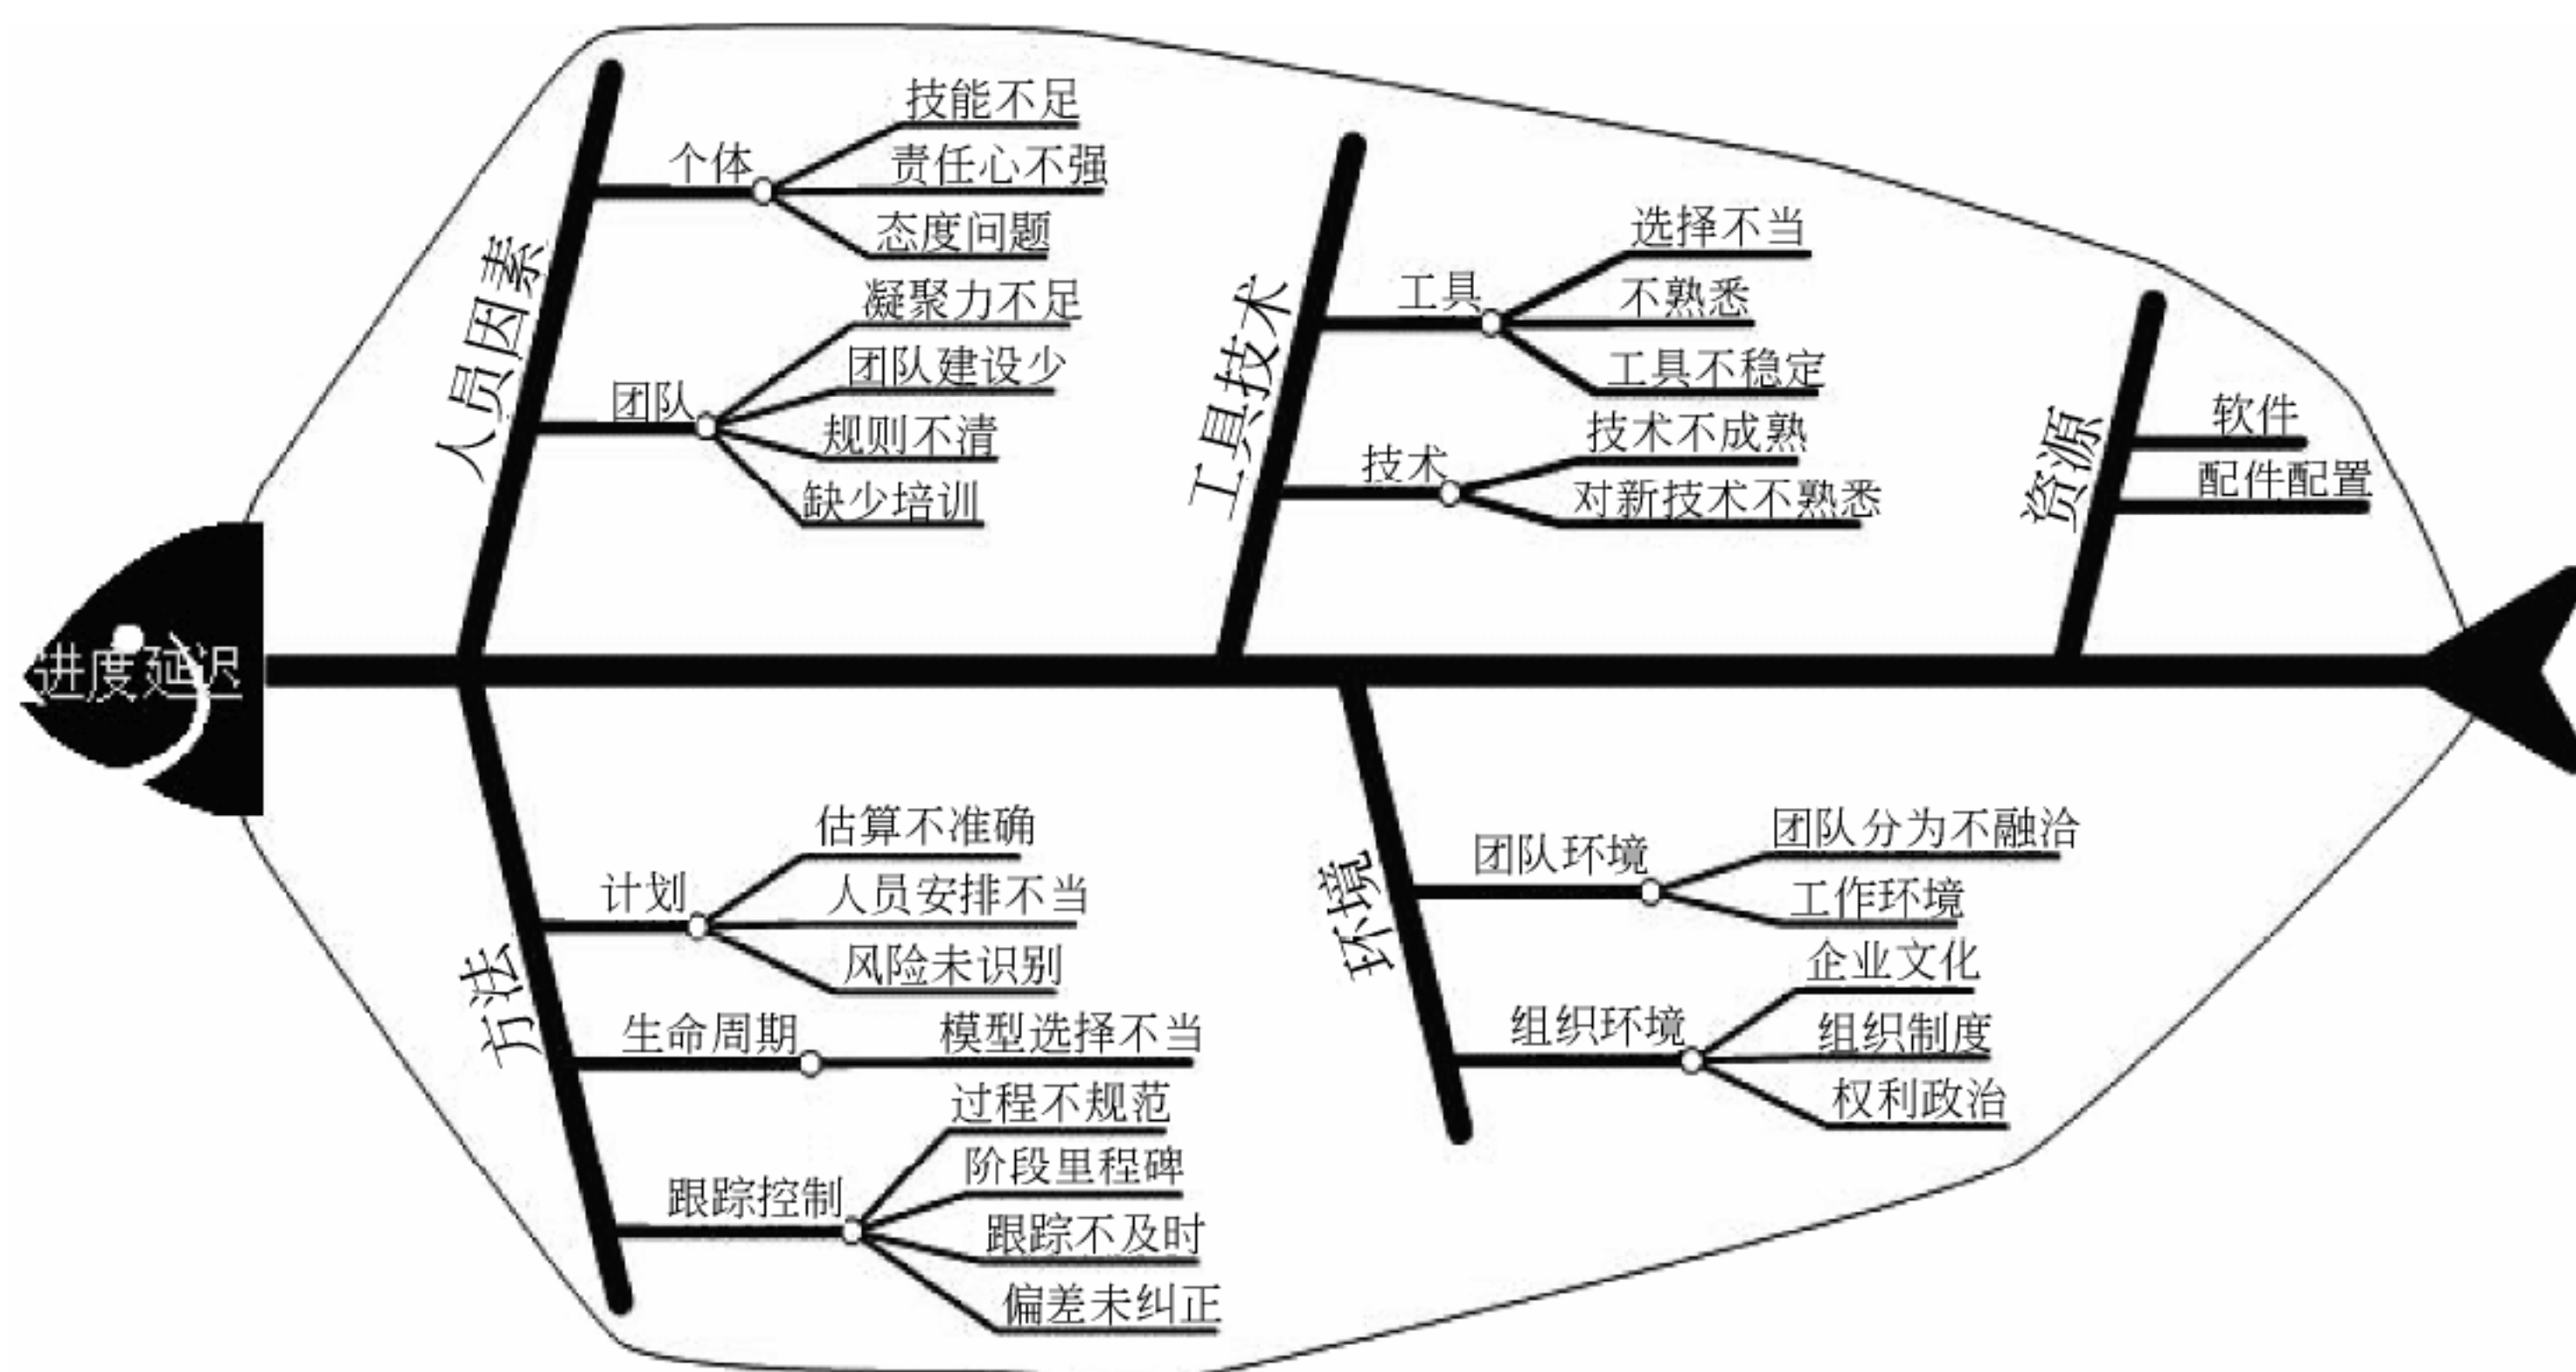 进度延迟
人员因素
个体
技能不足
责任心不强
态度问题
团队
凝聚力不足
团队建设少
规则不清
缺少培训
工具技术
工具
选择不当
不熟悉
工具不稳定
技术
技术不成熟
对新技术不熟悉
资源
软件
配件配置
方法
计划
估算不准确
人员安排不当
风险未识别
生命周期
模型选择不当
跟踪控制
过程不规范
阶段里程碑
跟踪不及时
偏差未纠正
环境
团队环境
团队分为不融洽
工作环境
组织环境
企业文化
组织制度
权利政治